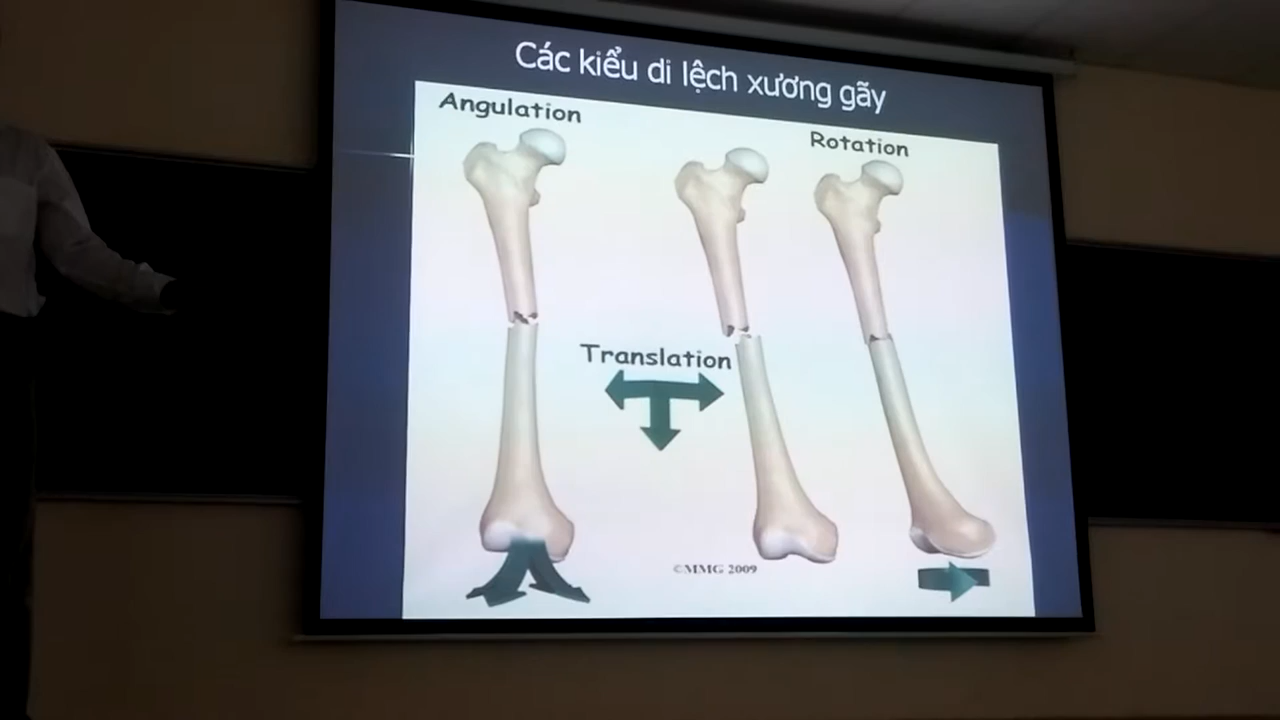 Các kiểu di lệch xương gãy
Angulation
Rotation
Translation
©MMG 2009